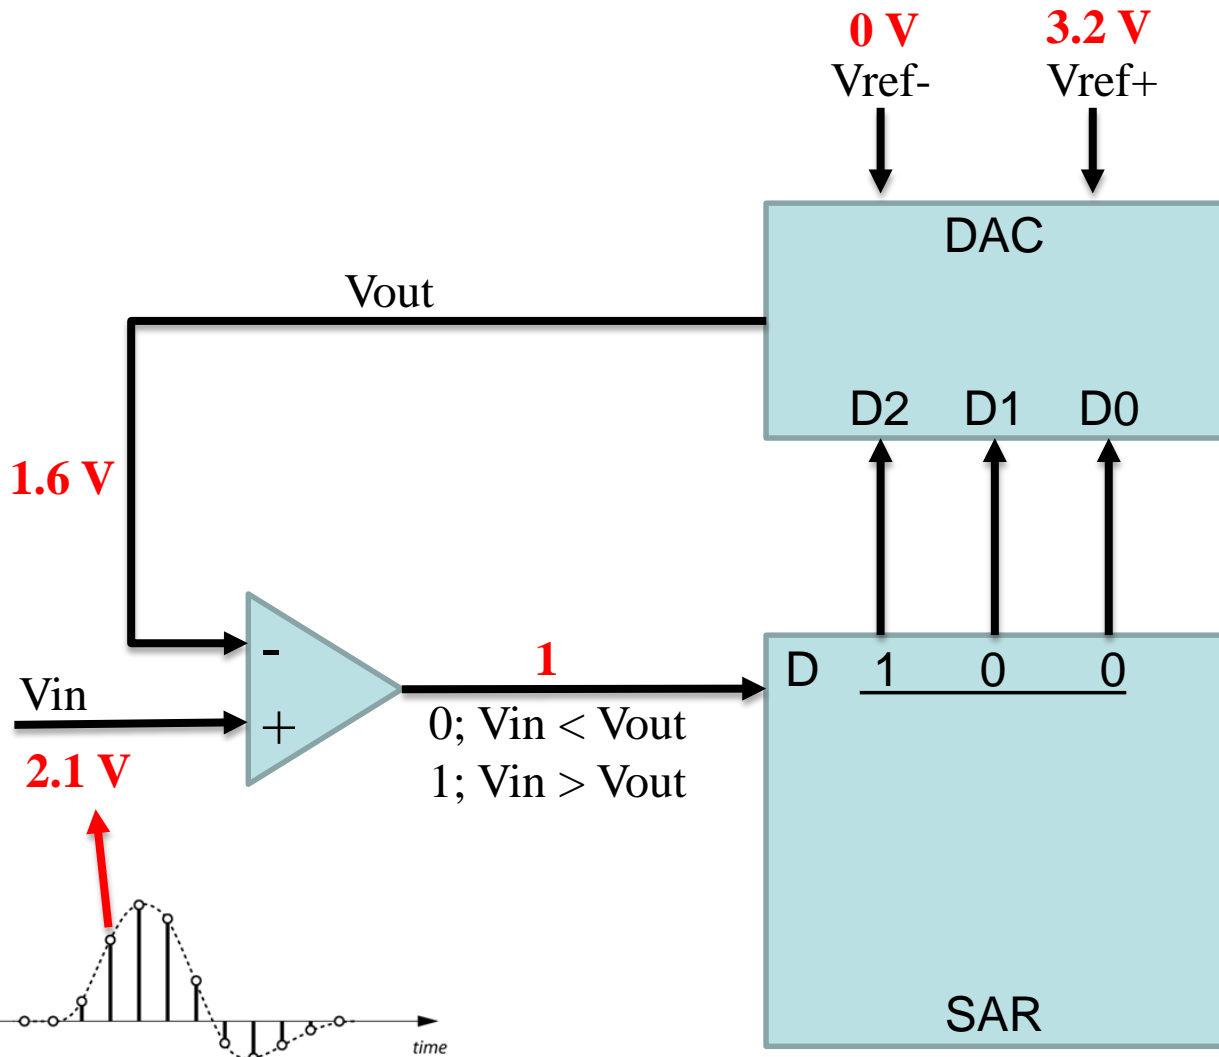 0 V 3.2 V
Vref- Vref+
DAC
Vout
D2 D1 D0
1.6 V
-
1
D 1 0 0
Vin
+
0; Vin < Vout
2.1 V
1; Vin > Vout
SAR
time